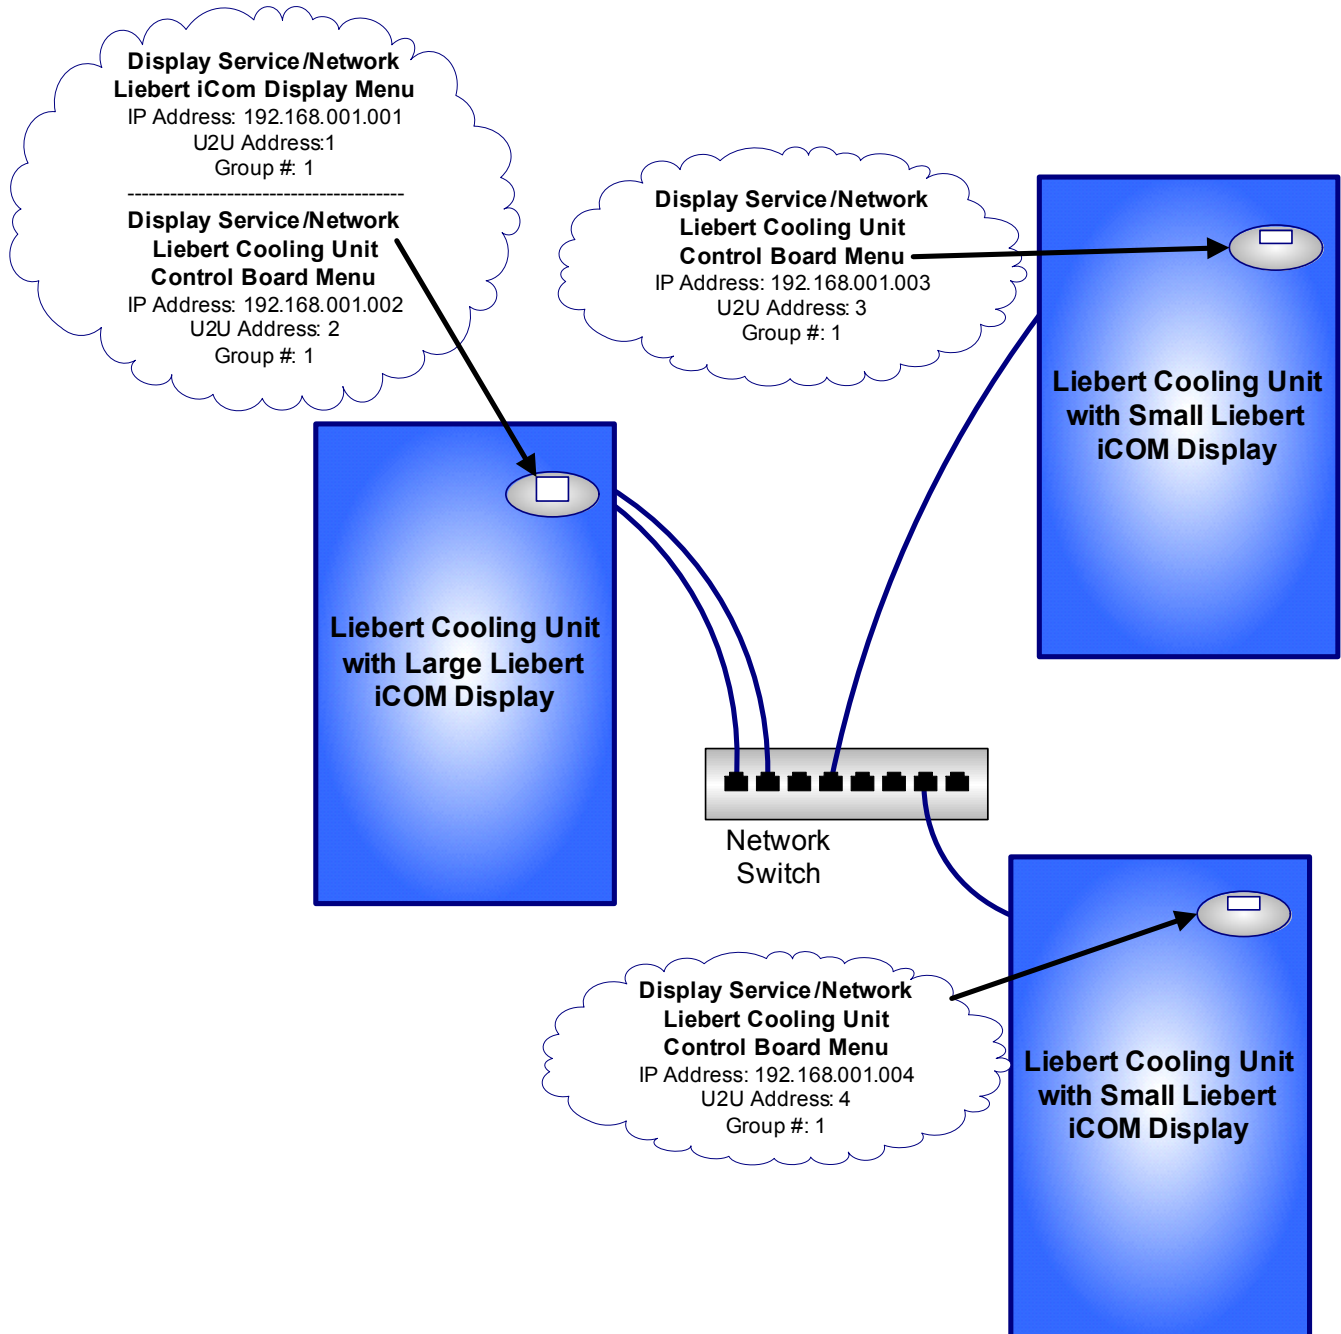 Display Service/Network
Liebert iCom Display Menu
IP Address: 192.168.001.001
U2U Address:1
Group #: 1
---------------------------------------
Display Service/Network
Liebert Cooling Unit
Control Board Menu
IP Address: 192.168.001.002
U2U Address: 2
Group #: 1
Display Service/Network
Liebert Cooling Unit
Control Board Menu
IP Address: 192.168.001.003
U2U Address: 3
Group #: 1
Liebert Cooling Unit
with Small Liebert
iCOM Display
Liebert Cooling Unit
with Large Liebert
iCOM Display
Network
Switch
Display Service/Network
Liebert Cooling Unit
Control Board Menu
IP Address: 192.168.001.004
U2U Address: 4
Group #: 1
Liebert Cooling Unit
with Small Liebert
iCOM Display